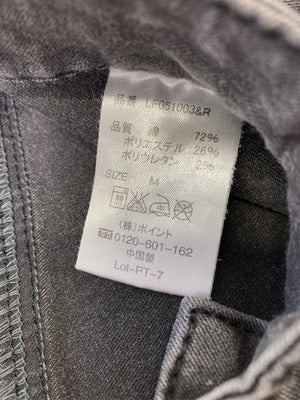 品番 LF051003&R
品質 綿 72%
ポリエステル 26%
ポリウレタン 2%
SIZE M
(株)ポイント
0120-601-162
中国製
Lot-PT-7